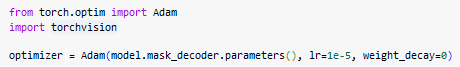 from torch.optim import Adam
import torchvision
optimizer = Adam(model.mask_decoder.parameters(), lr=1e-5, weight_decay=0)